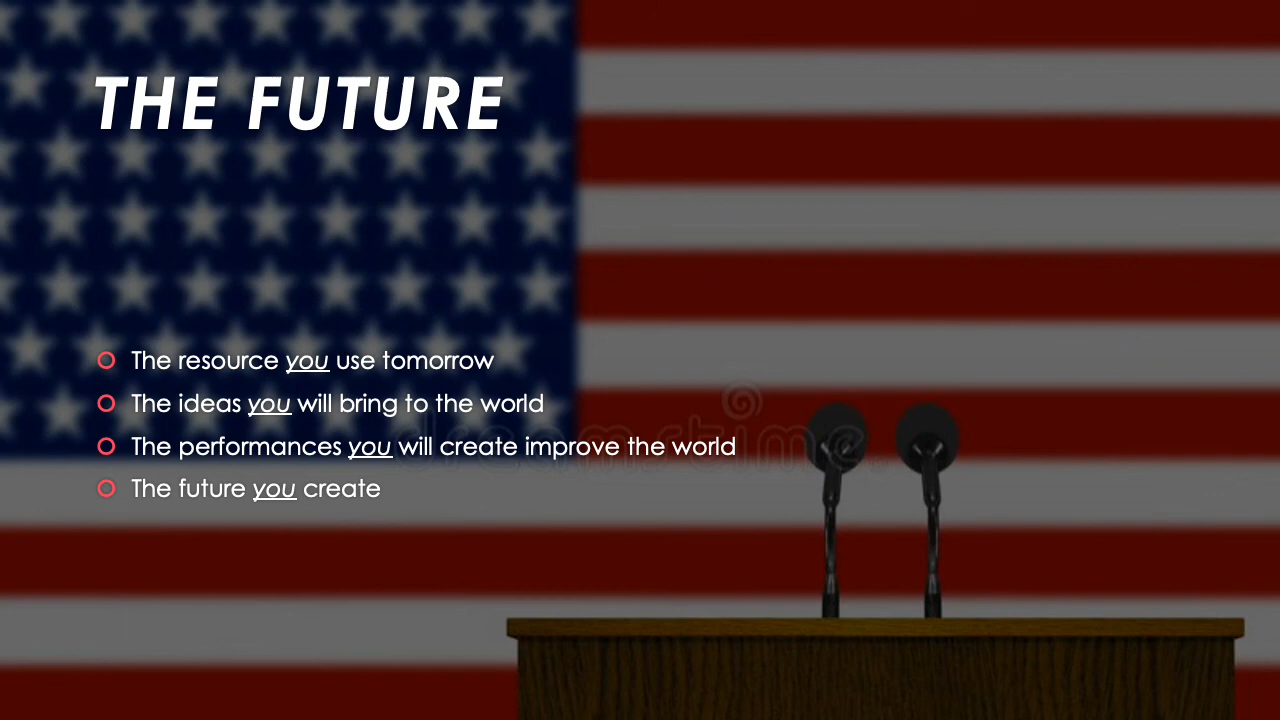 THE FUTURE
The resource you use tomorrow
The ideas you will bring to the world
The performances you will create improve the world
The future you create
dreamstime